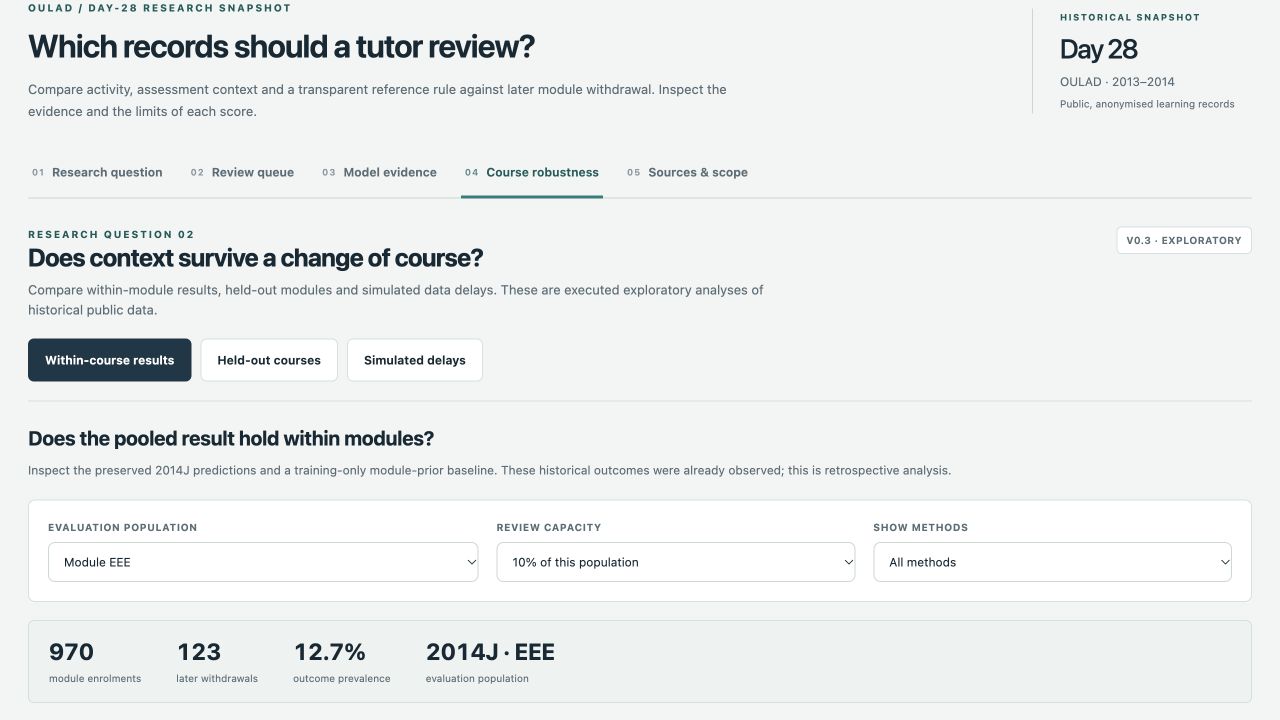 OULAD / DAY-28 RESEARCH SNAPSHOT
Which records should a tutor review?
Compare activity, assessment context and a transparent reference rule against later module withdrawal. Inspect the
evidence and the limits of each score.
HISTORICAL SNAPSHOT
Day 28
OULAD · 2013–2014
Public, anonymised learning records
01 Research question
02 Review queue
03 Model evidence
04 Course robustness
05 Sources & scope
RESEARCH QUESTION 02
Does context survive a change of course?
Compare within-module results, held-out modules and simulated data delays. These are executed exploratory analyses of
historical public data.
V0.3 · EXPLORATORY
Within-course results
Held-out courses
Simulated delays
Does the pooled result hold within modules?
Inspect the preserved 2014J predictions and a training-only module-prior baseline. These historical outcomes were already observed; this is retrospective analysis.
EVALUATION POPULATION
Module EEE
REVIEW CAPACITY
10% of this population
SHOW METHODS
All methods
970
module enrolments
123
later withdrawals
12.7%
outcome prevalence
2014J · EEE
evaluation population